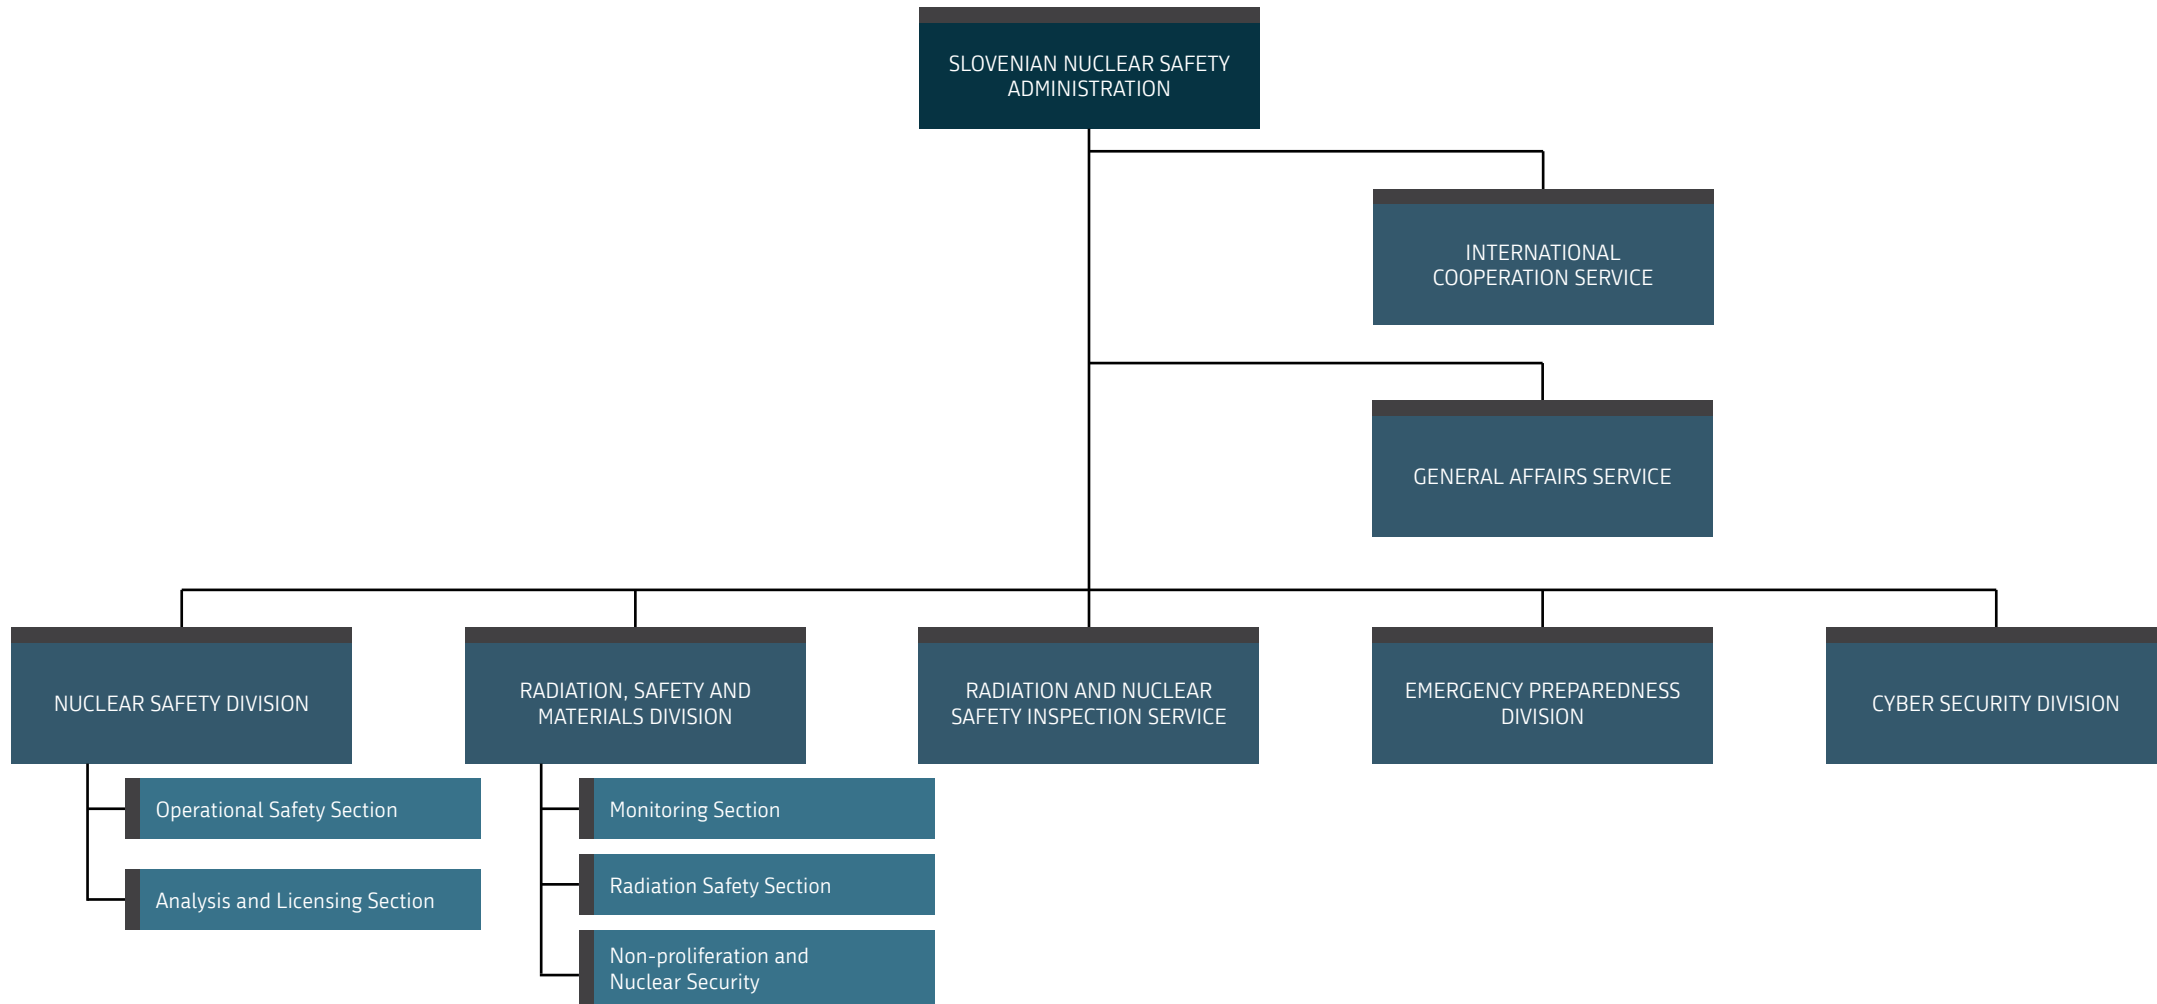 SLOVENIAN NUCLEAR SAFETY
ADMINISTRATION
INTERNATIONAL
COOPERATION SERVICE
GENERAL AFFAIRS SERVICE
NUCLEAR SAFETY DIVISION
Operational Safety Section
Analysis and Licensing Section
RADIATION, SAFETY AND
MATERIALS DIVISION
Monitoring Section
Radiation Safety Section
Non-proliferation and
Nuclear Security
RADIATION AND NUCLEAR
SAFETY INSPECTION SERVICE
EMERGENCY PREPAREDNESS
DIVISION
CYBER SECURITY DIVISION